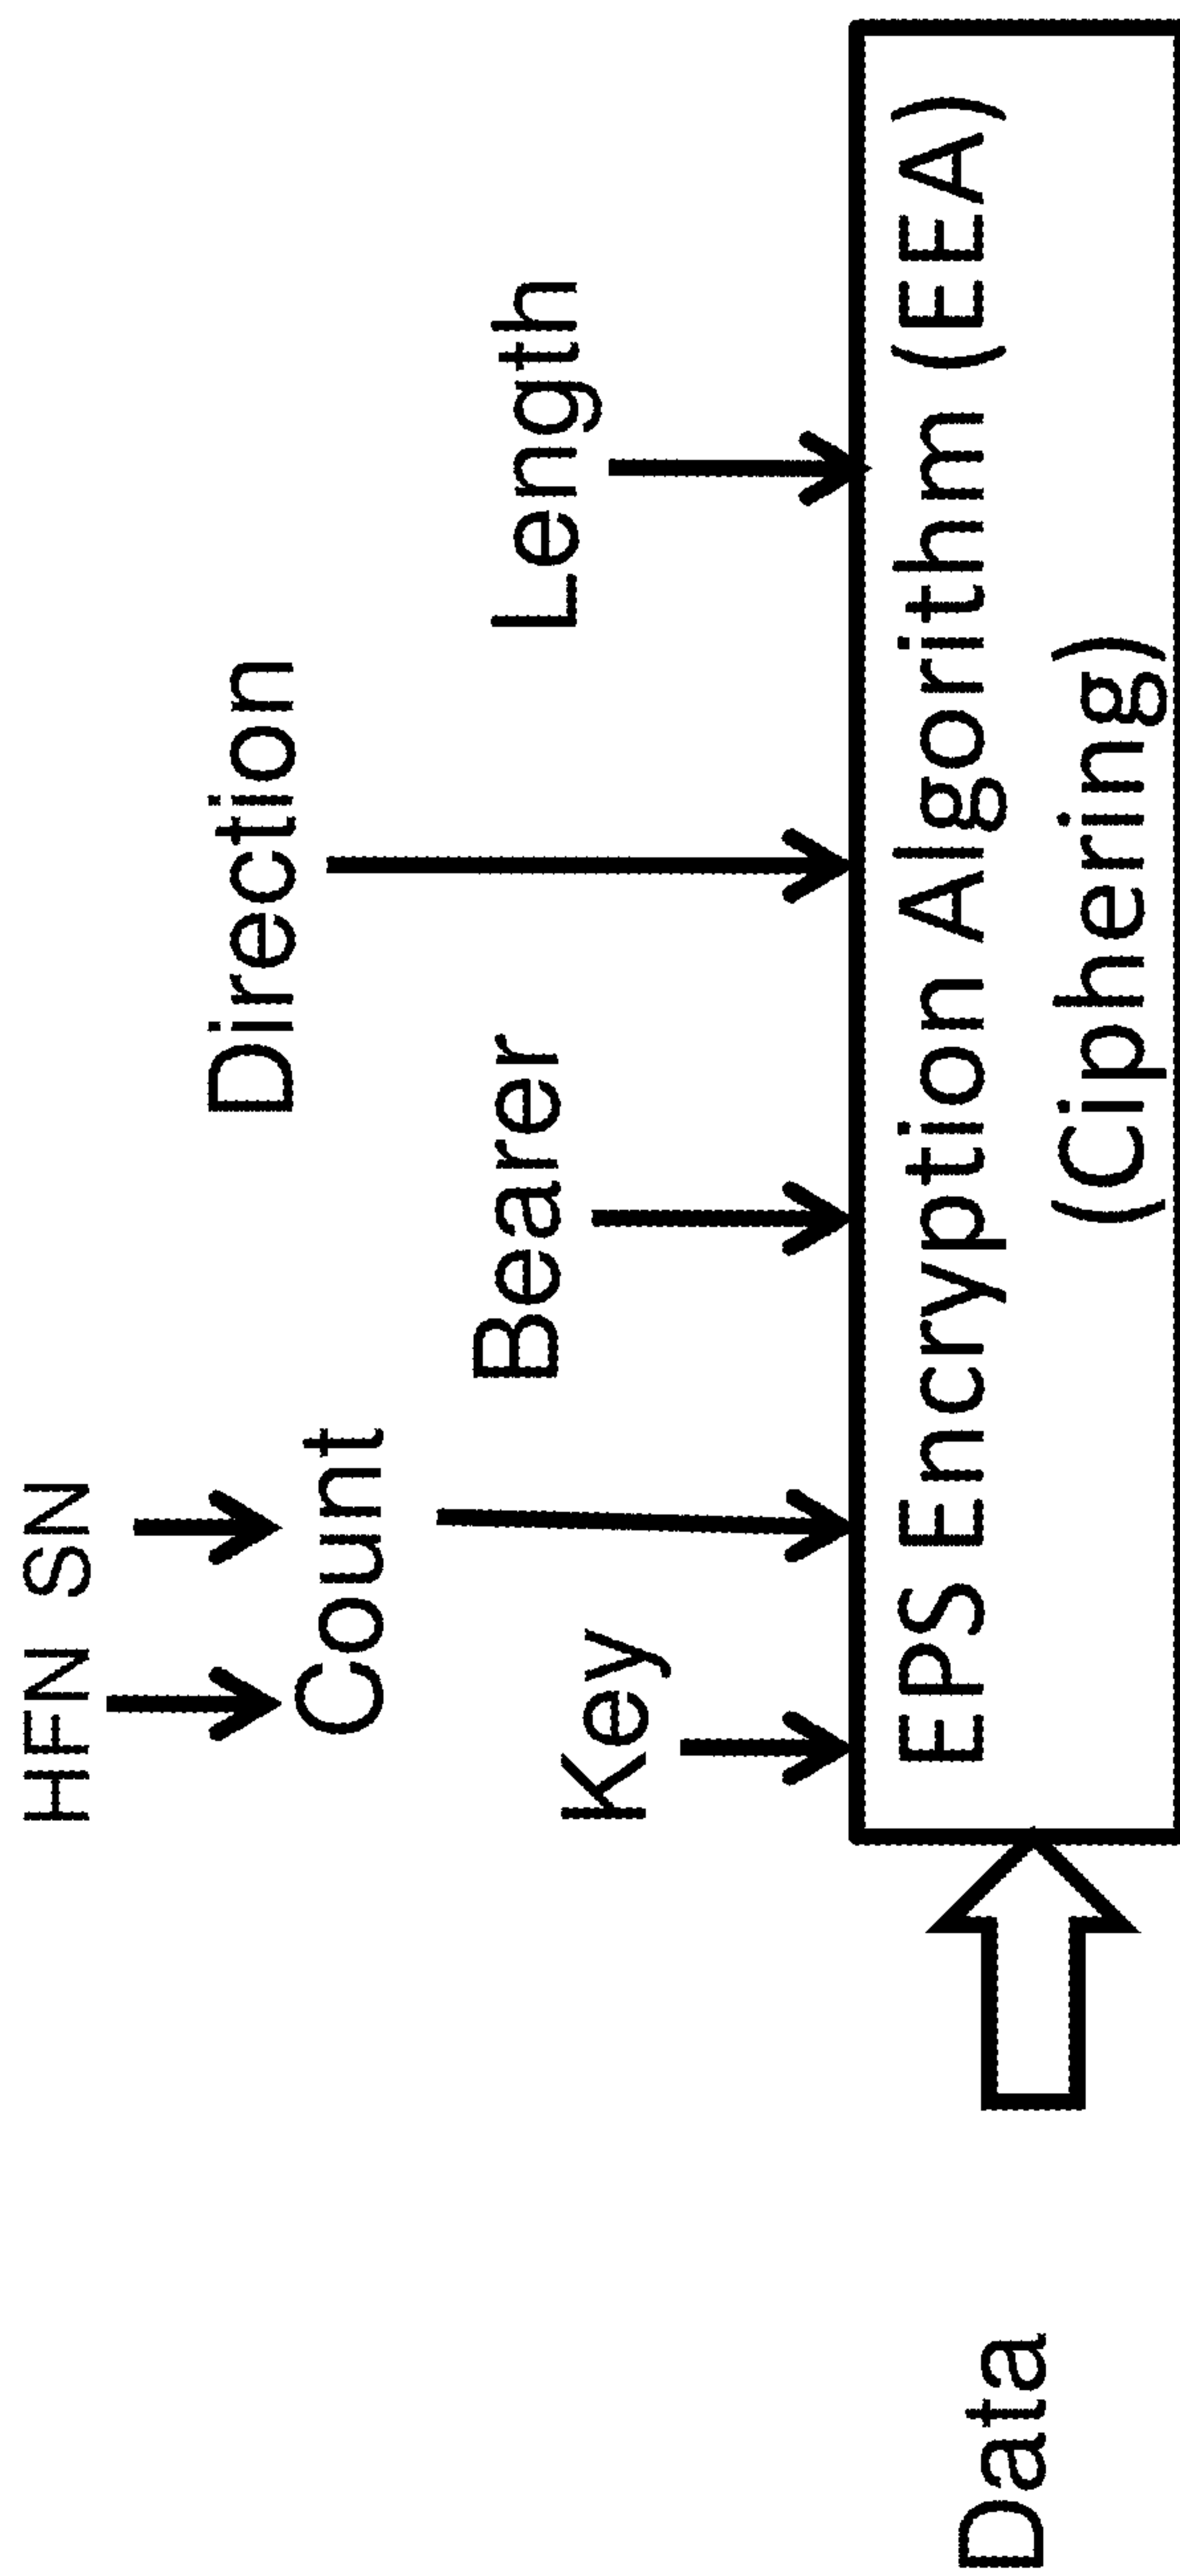 HFN SN
Direction
Count
Length
Bearer
Key
EPS Encryption Algorithm (EEA)
(Ciphering)
Data